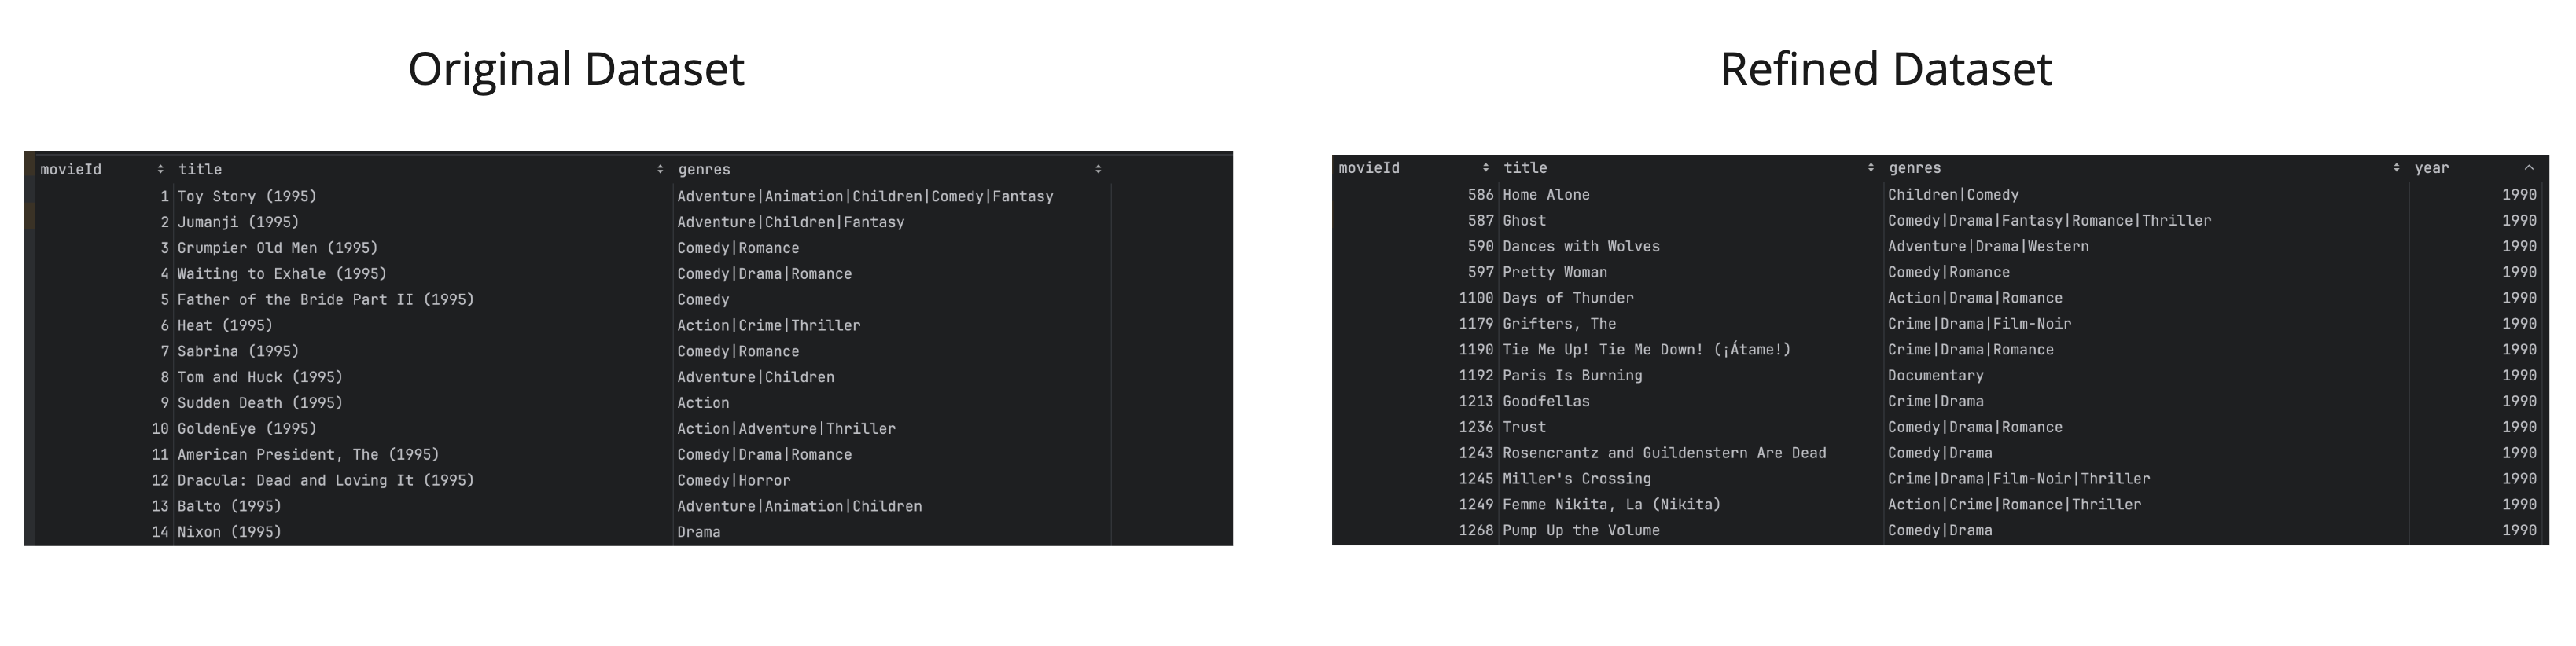 Original Dataset
movieId title genres
1 Toy Story (1995) Adventure|Animation|Children|Comedy|Fantasy
2 Jumanji (1995) Adventure|Children|Fantasy
3 Grumpier Old Men (1995) Comedy|Romance
4 Waiting to Exhale (1995) Comedy|Drama|Romance
5 Father of the Bride Part II (1995) Comedy
6 Heat (1995) Action|Crime|Thriller
7 Sabrina (1995) Comedy|Romance
8 Tom and Huck (1995) Adventure|Children
9 Sudden Death (1995) Action
10 GoldenEye (1995) Action|Adventure|Thriller
11 American President, The (1995) Comedy|Drama|Romance
12 Dracula: Dead and Loving It (1995) Comedy|Horror
13 Balto (1995) Adventure|Animation|Children
14 Nixon (1995) Drama
Refined Dataset
movieId title genres year
586 Home Alone Children|Comedy 1990
587 Ghost Comedy|Drama|Fantasy|Romance|Thriller 1990
590 Dances with Wolves Adventure|Drama|Western 1990
597 Pretty Woman Comedy|Romance 1990
1100 Days of Thunder Action|Drama|Romance 1990
1179 Grifters, The Crime|Drama|Film-Noir 1990
1190 Tie Me Up! Tie Me Down! (¡Átame!) Crime|Drama|Romance 1990
1192 Paris Is Burning Documentary 1990
1213 Goodfellas Crime|Drama 1990
1236 Trust Comedy|Drama|Romance 1990
1243 Rosencrantz and Guildenstern Are Dead Comedy|Drama 1990
1245 Miller's Crossing Crime|Drama|Film-Noir|Thriller 1990
1249 Femme Nikita, La (Nikita) Action|Crime|Romance|Thriller 1990
1268 Pump Up the Volume Comedy|Drama 1990